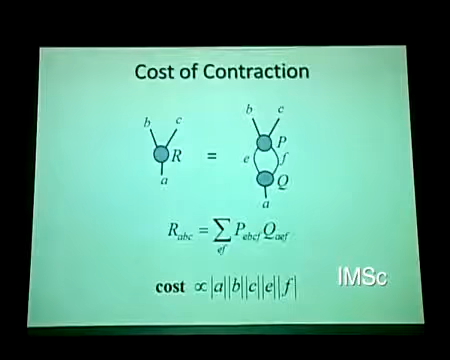 Cost of Contraction
b c b c
R = P
e f
a Q
a
R_abc = ∑_ef P_ebcf Q_aef
cost ∝ |a||b||c||e||f|
IMSc